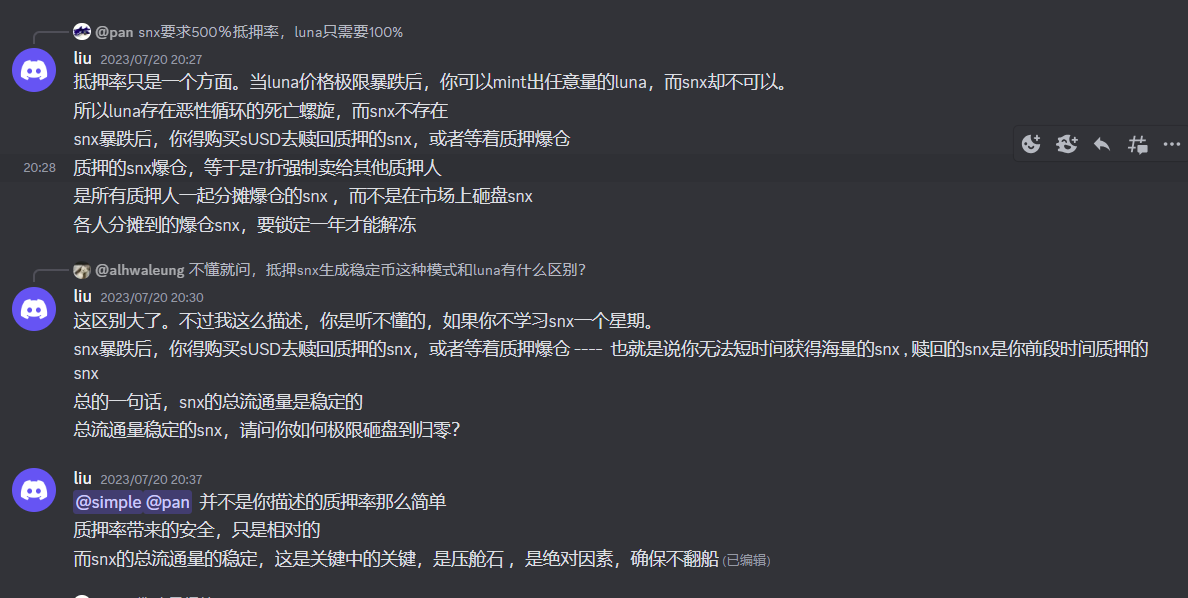 @pan snx要求500%抵押率，luna只需要100%
liu 2023/07/20 20:27
抵押率只是一个方面。当luna价格极限暴跌后，你可以mint出任意量的luna，而snx却不可以。
所以luna存在恶性循环的死亡螺旋，而snx不存在
snx暴跌后，你得购买sUSD去赎回质押的snx，或者等着质押爆仓
20:28 质押的snx爆仓，等于是7折强制卖给其他质押人
是所有质押人一起分摊爆仓的snx ，而不是在市场上砸盘snx
各人分摊到的爆仓snx，要锁定一年才能解冻
@alhwaleung 不懂就问，抵押snx生成稳定币这种模式和luna有什么区别？
liu 2023/07/20 20:30
这区别大了。不过我这么描述，你是听不懂的，如果你不学习snx一个星期。
snx暴跌后，你得购买sUSD去赎回质押的snx，或者等着质押爆仓 ---- 也就是说你无法短时间获得海量的snx , 赎回的snx是你前段时间质押的
snx
总的一句话，snx的总流通量是稳定的
总流通量稳定的snx，请问你如何极限砸盘到归零？
liu 2023/07/20 20:37
@simple @pan 并不是你描述的质押率那么简单
质押率带来的安全，只是相对的
而snx的总流通量的稳定，这是关键中的关键，是压舱石 ，是绝对因素，确保不翻船 (已编辑)